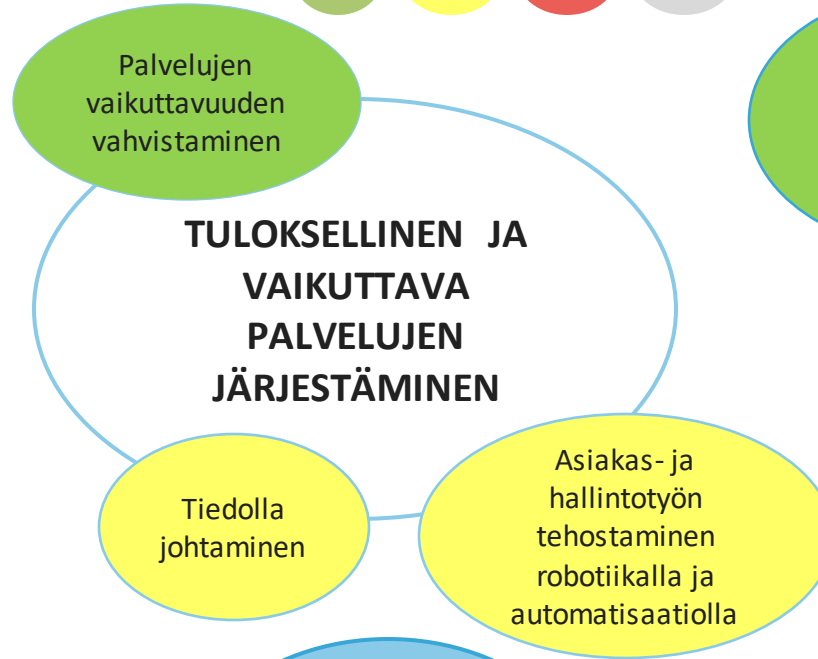 Palvelujen
vaikuttavuuden
vahvistaminen
TULOKSELLINEN JA
VAIKUTTAVA
PALVELUJEN
JÄRJESTÄMINEN
Tiedolla
johtaminen
Asiakas- ja
hallintotyön
tehostaminen
robotiikalla ja
automatisaatiolla